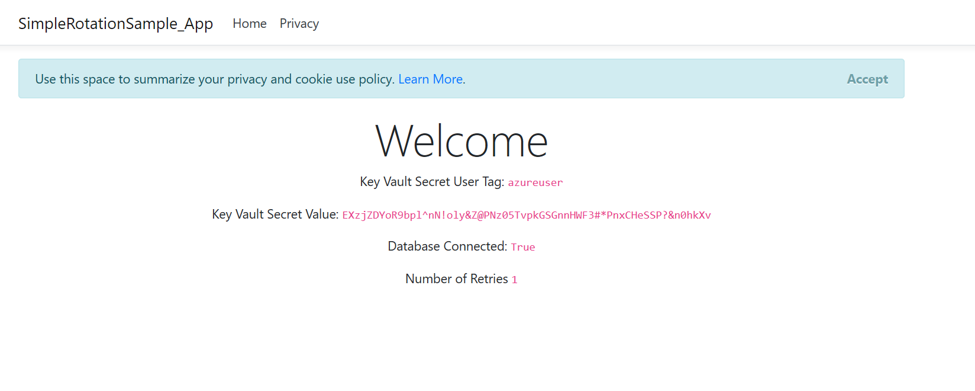 SimpleRotationSample_App Home Privacy
Use this space to summarize your privacy and cookie use policy. Learn More. Accept
Welcome
Key Vault Secret User Tag: azureuser
Key Vault Secret Value: EXzjZDYoR9bpl^nN!oly&Z@PNz05TvpkGSGnnHWF3#*PnxCHeSSP?&n0hkXv
Database Connected: True
Number of Retries 1